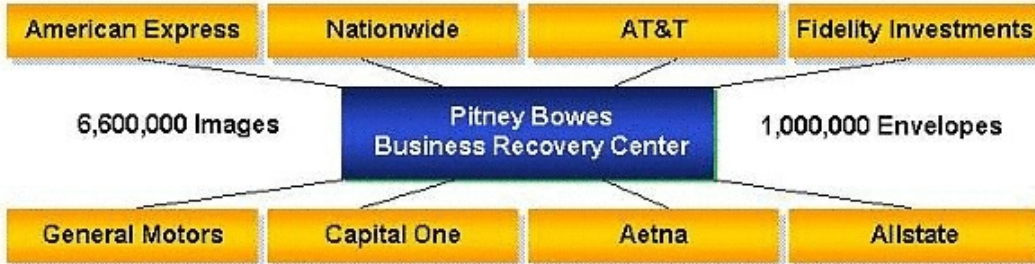 American Express
Nationwide
AT&T
Fidelity Investments
6,600,000 Images
Pitney Bowes
Business Recovery Center
1,000,000 Envelopes
General Motors
Capital One
Aetna
Allstate